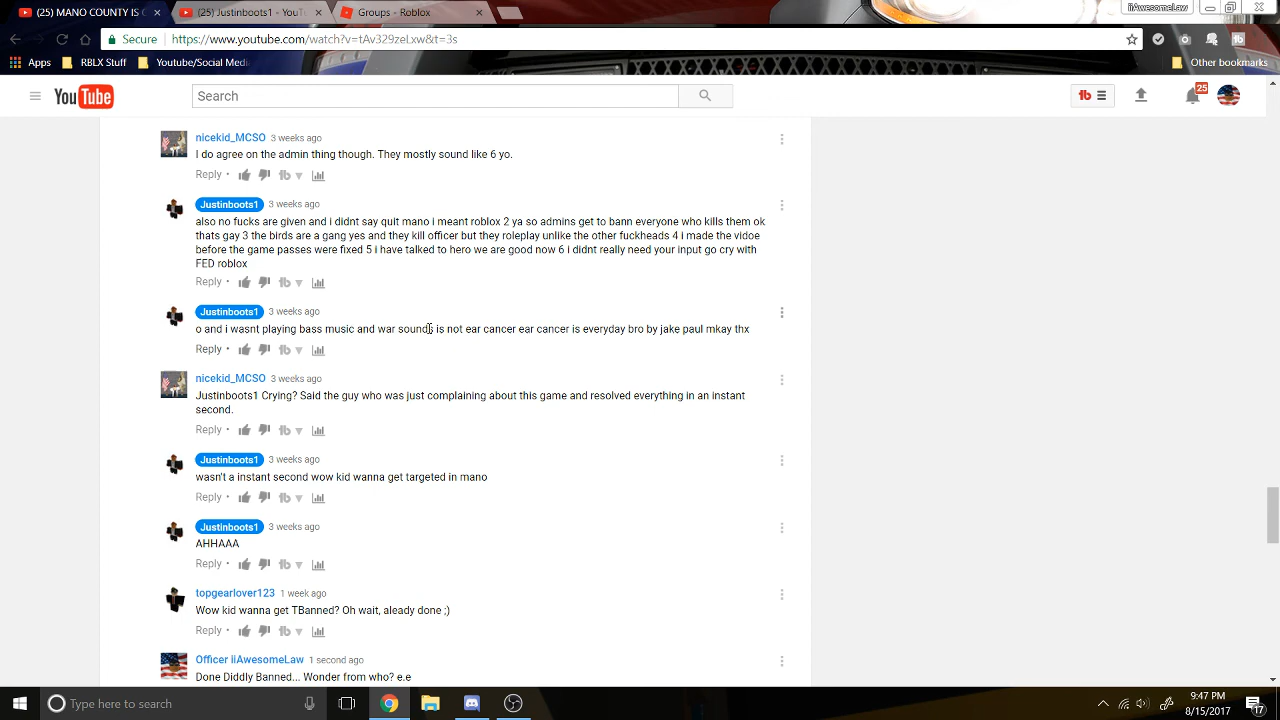 (25) MANO COUNTY IS
(25) Justinboots1 - YouT
Groups - Roblox
iiAwesomeLaw
Secure
https://www.youtube.com/watch?v=tAv329zeLxw&t=3s
Apps
RBLX Stuff
Youtube/Social Medi
Other bookmarks
YouTube
Search
25
nicekid_MCSO 3 weeks ago
I do agree on the admin thing though. They mostly sound like 6 yo.
Reply
Justinboots1 3 weeks ago
also no fucks are given and i didnt say quit mano i meant roblox 2 ya so admins get to bann everyone who kills them ok
thats gay 3 the birds are a gang yes and they kill officer but they roleplay unlike the other fuckheads 4 i made the vidoe
before the game passes were fixed 5 i have talked to hero we are good now 6 i didnt really need your input go cry with
FED roblox
Reply
Justinboots1 3 weeks ago
o and i wasnt playing bass music and war sounds is not ear cancer ear cancer is everyday bro by jake paul mkay thx
Reply
nicekid_MCSO 3 weeks ago
Justinboots1 Crying? Said the guy who was just complaining about this game and resolved everything in an instant
second.
Reply
Justinboots1 3 weeks ago
wasn't a instant second wow kid wanna get targeted in mano
Reply
Justinboots1 3 weeks ago
AHHAAA
Reply
topgearlover123 1 week ago
Wow kid wanna get TBanned? Oh wait, aleady done ;)
Reply
Officer iiAwesomeLaw 1 second ago
Done Diddly Banned... Wonder from who? e.e
Type here to search
9:47 PM
8/15/2017